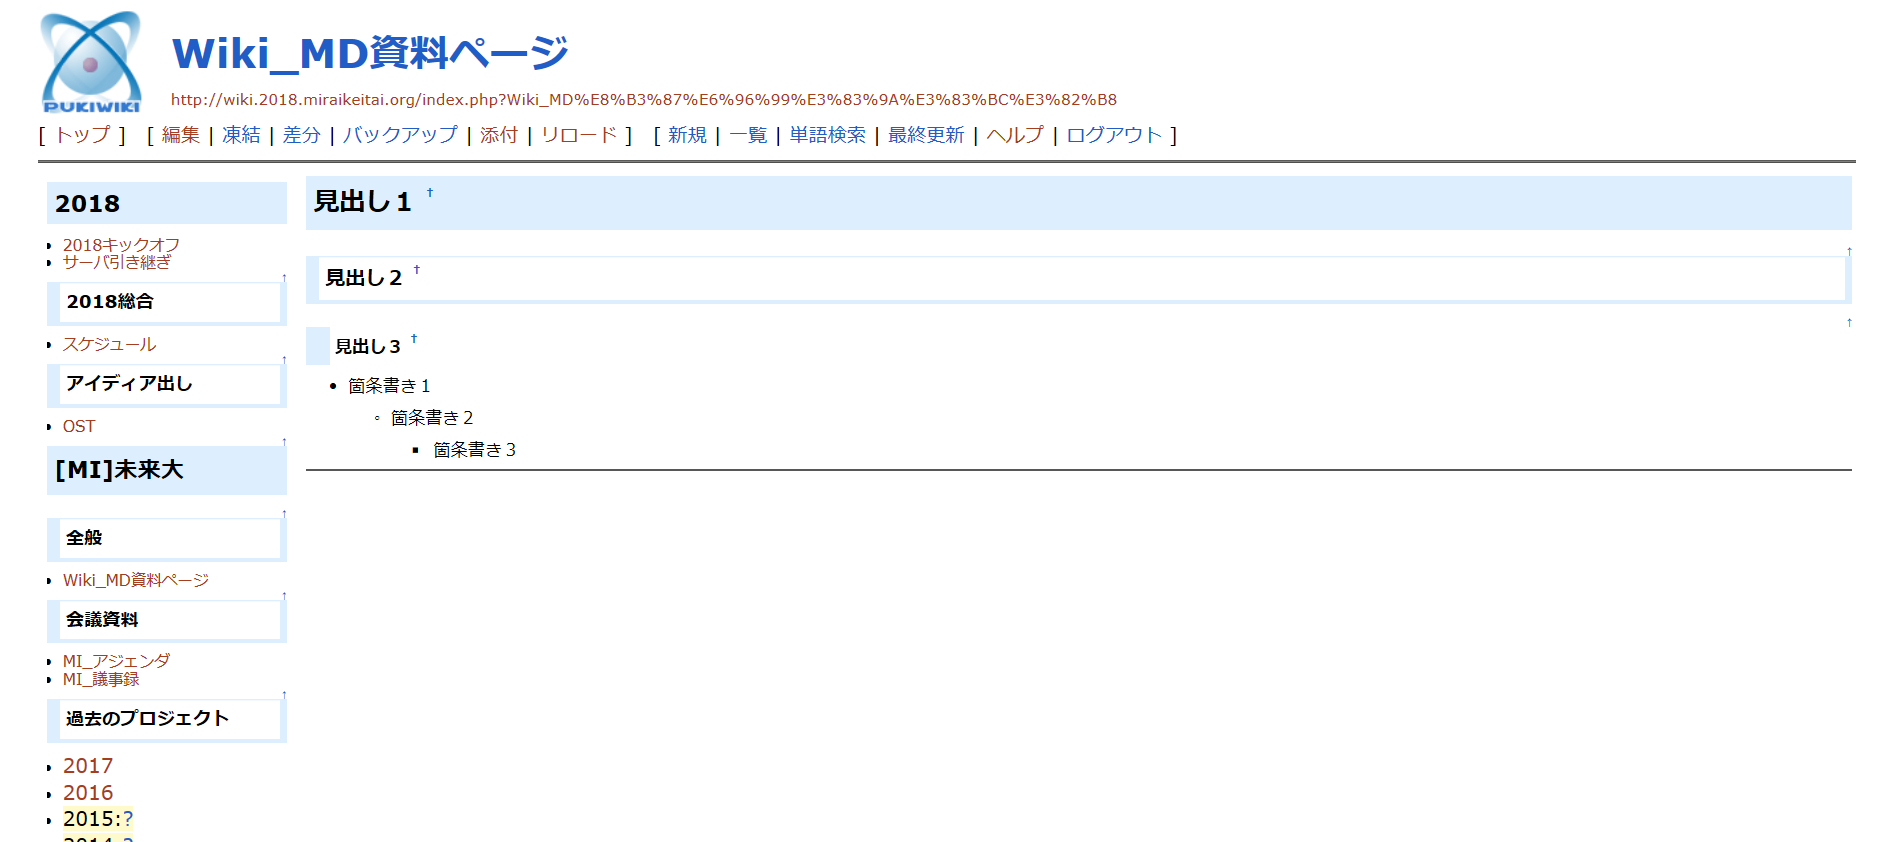 PUKIWIKI
Wiki_MD資料ページ
http://wiki.2018.miraikeitai.org/index.php?Wiki_MD%E8%B3%87%E6%96%99%E3%83%9A%E3%83%BC%E3%82%B8
[ トップ ] [ 編集 | 凍結 | 差分 | バックアップ | 添付 | リロード ] [ 新規 | 一覧 | 単語検索 | 最終更新 | ヘルプ | ログアウト ]
2018
2018キックオフ
サーバ引き継ぎ
↑
2018総合
スケジュール
↑
アイディア出し
OST
↑
[MI]未来大
↑
全般
Wiki_MD資料ページ
↑
会議資料
MI_アジェンダ
MI_議事録
↑
過去のプロジェクト
2017
2016
2015:?
2014:?
見出し１ †
↑
見出し２ †
↑
見出し３ †
箇条書き１
箇条書き２
箇条書き３